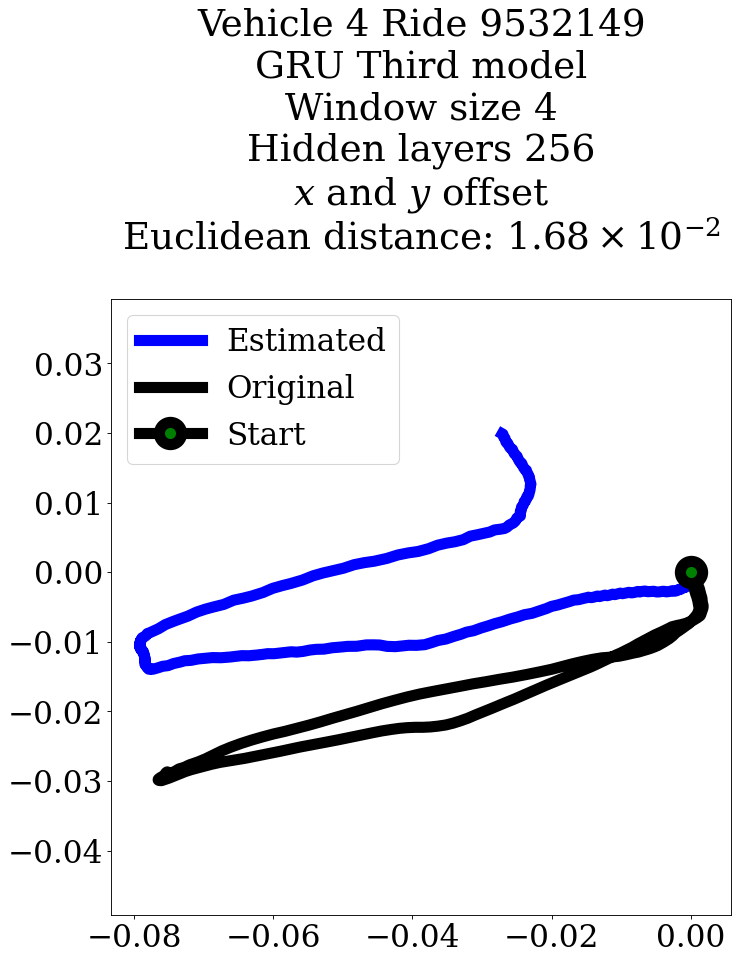 Vehicle 4 Ride 9532149
GRU Third model
Window size 4
Hidden layers 256
x and y offset
Euclidean distance: 1.68 × 10⁻²
Estimated
Original
Start
0.03
0.02
0.01
0.00
−0.01
−0.02
−0.03
−0.04
−0.08 −0.06 −0.04 −0.02 0.00